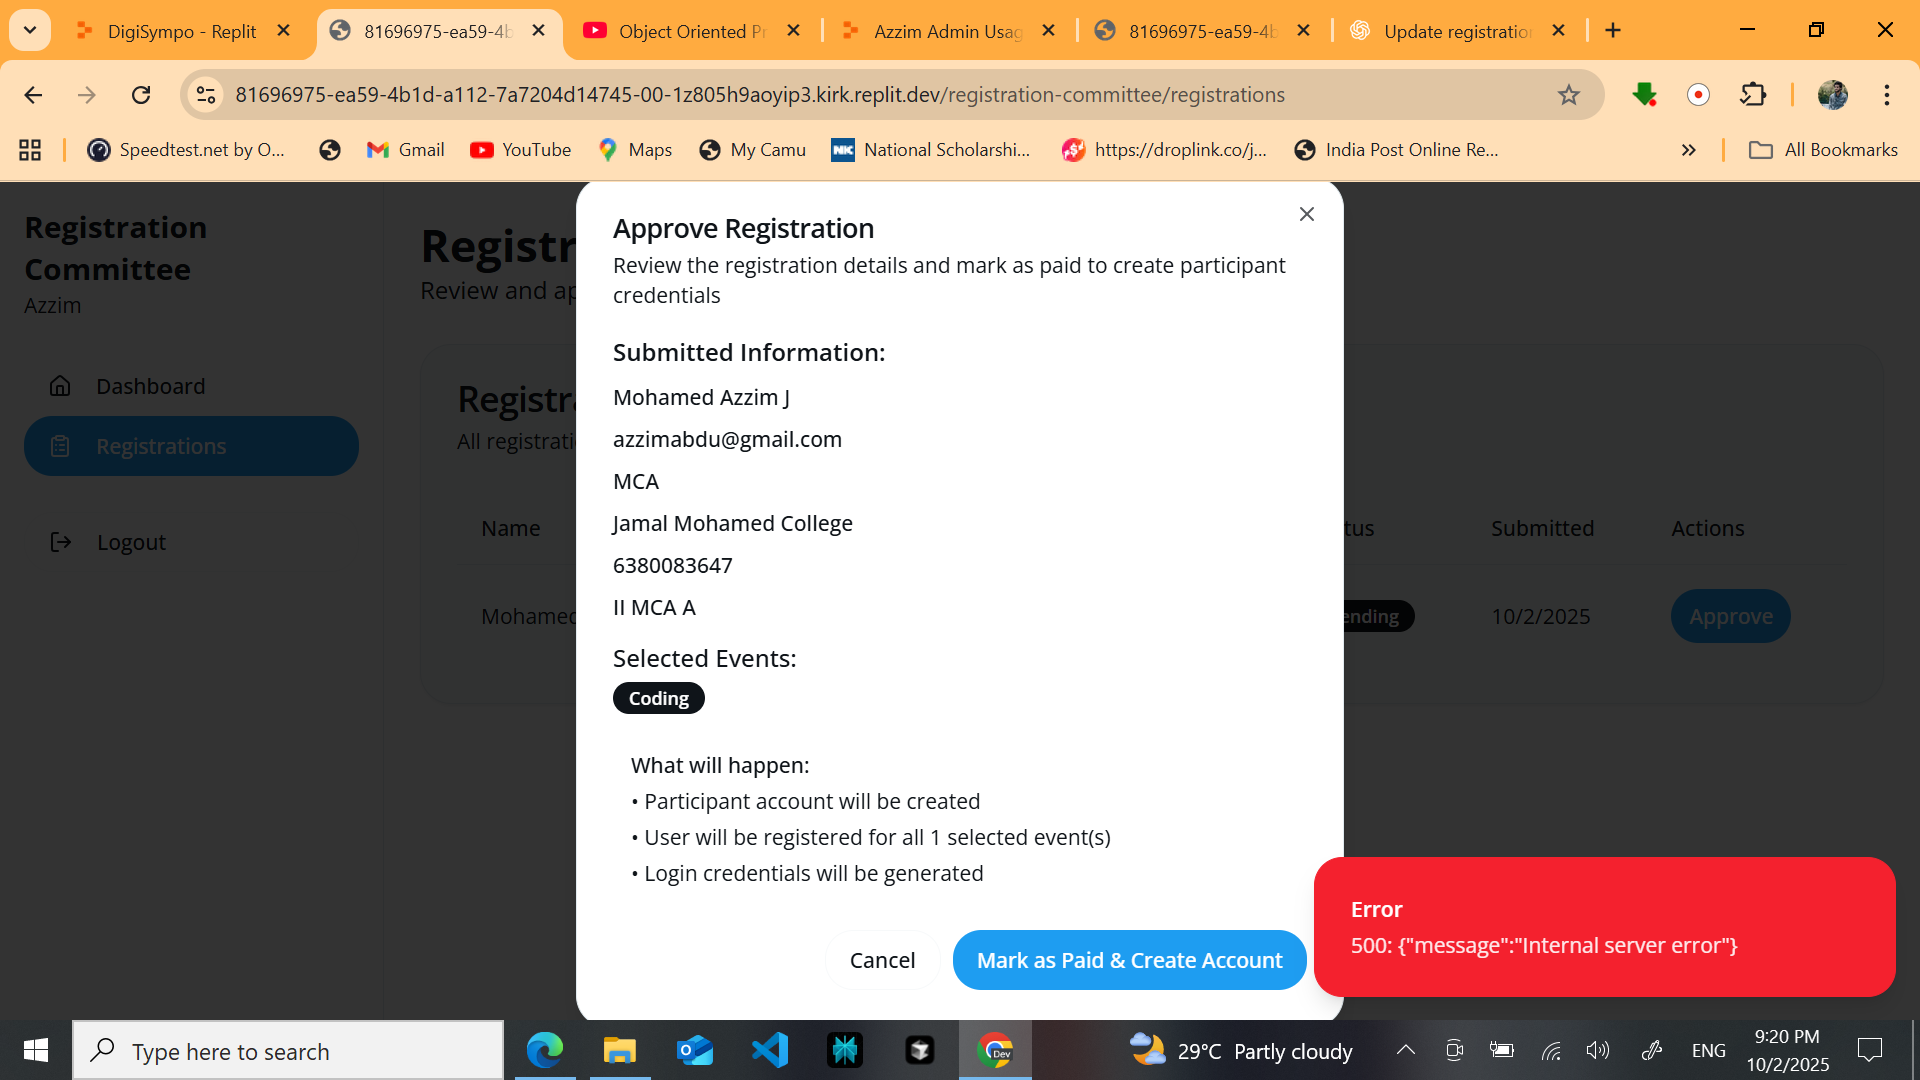 DigiSympo - Replit
81696975-ea59-4b
Object Oriented Pr
Azzim Admin Usag
81696975-ea59-4b
Update registration
81696975-ea59-4b1d-a112-7a7204d14745-00-1z805h9aoyip3.kirk.replit.dev/registration-committee/registrations
Speedtest.net by O...
Gmail
YouTube
Maps
My Camu
NK
National Scholarshi...
https://droplink.co/j...
India Post Online Re...
All Bookmarks
Registration
Committee
Azzim
Dashboard
Registrations
Logout
Registr
Review and ap
Registra
All registrati
Name
tus
Submitted
Actions
Mohamed
ending
10/2/2025
Approve
Approve Registration
Review the registration details and mark as paid to create participant
credentials
Submitted Information:
Mohamed Azzim J
azzimabdu@gmail.com
MCA
Jamal Mohamed College
6380083647
II MCA A
Selected Events:
Coding
What will happen:
• Participant account will be created
• User will be registered for all 1 selected event(s)
• Login credentials will be generated
Cancel
Mark as Paid & Create Account
Error
500: {"message":"Internal server error"}
Type here to search
Dev
29°C Partly cloudy
ENG
9:20 PM
10/2/2025